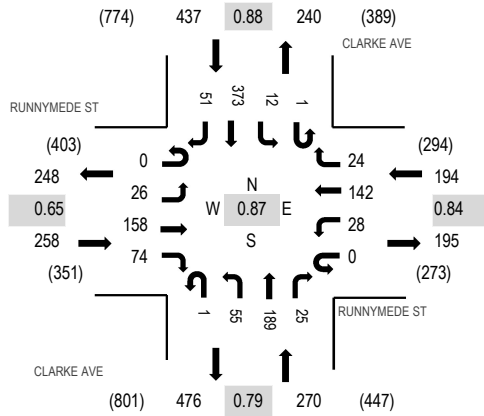 (774) 437 0.88 240 (389)
CLARKE AVE
51 373 12 1
RUNNYMEDE ST
(403) (294)
248 0 24 194
26 N 142
0.65 W 0.87 E 0.84
158 S 28
258 74 0 195
(351) (273)
1 55 189 25
RUNNYMEDE ST
CLARKE AVE
(801) 476 0.79 270 (447)